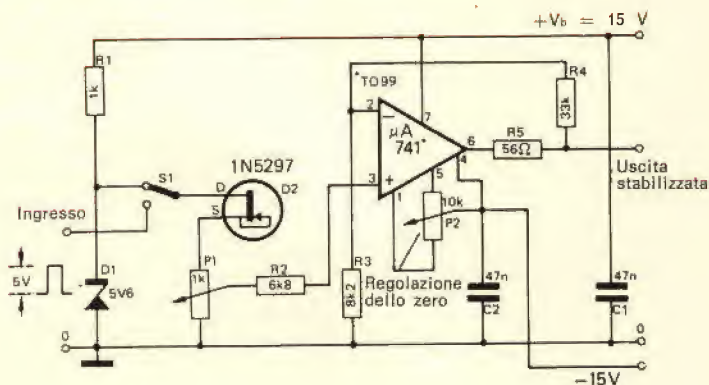 +Vb = 15 V
R1
1k
*TO99
R4
33k
2
7
−
µA
741*
6
R5
56Ω
4
3
+
5
1
10k
P2
Uscita
stabilizzata
1N5297
S1
D
D2
S
Ingresso
5V
D1
5V6
P1
1k
R2
6k8
R3
8k2
Regolazione
dello zero
47n
C2
47n
C1
0
0
−15V